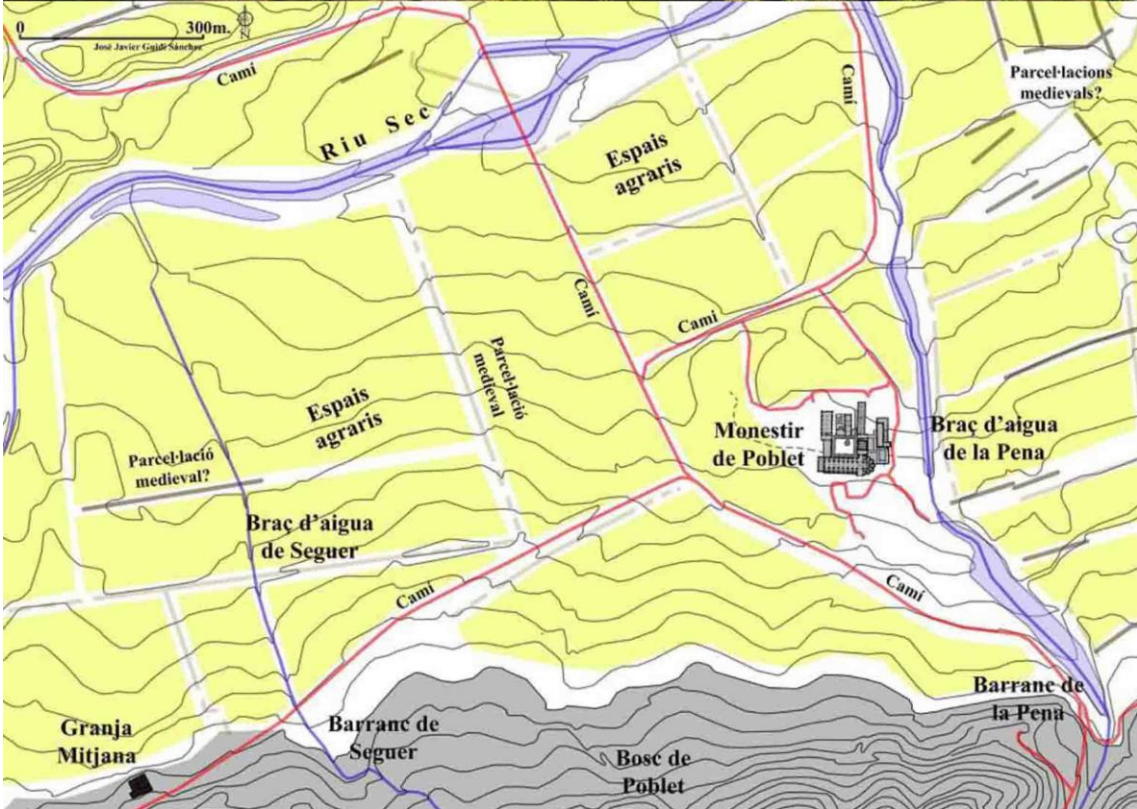 0
300m.
N
José Javier Guidi Sánchez
Camí
Camí
Parcel·lacions
medievals?
Riu Sec
Espais
agraris
Camí
Camí
Parcel·lació
medieval
Espais
agraris
Monestir
de Poblet
Braç d'aigua
de la Pena
Parcel·lació
medieval?
Braç d'aigua
de Seguer
Camí
Camí
Barranc de
la Pena
Granja
Mitjana
Barranc de
Seguer
Bosc de
Poblet